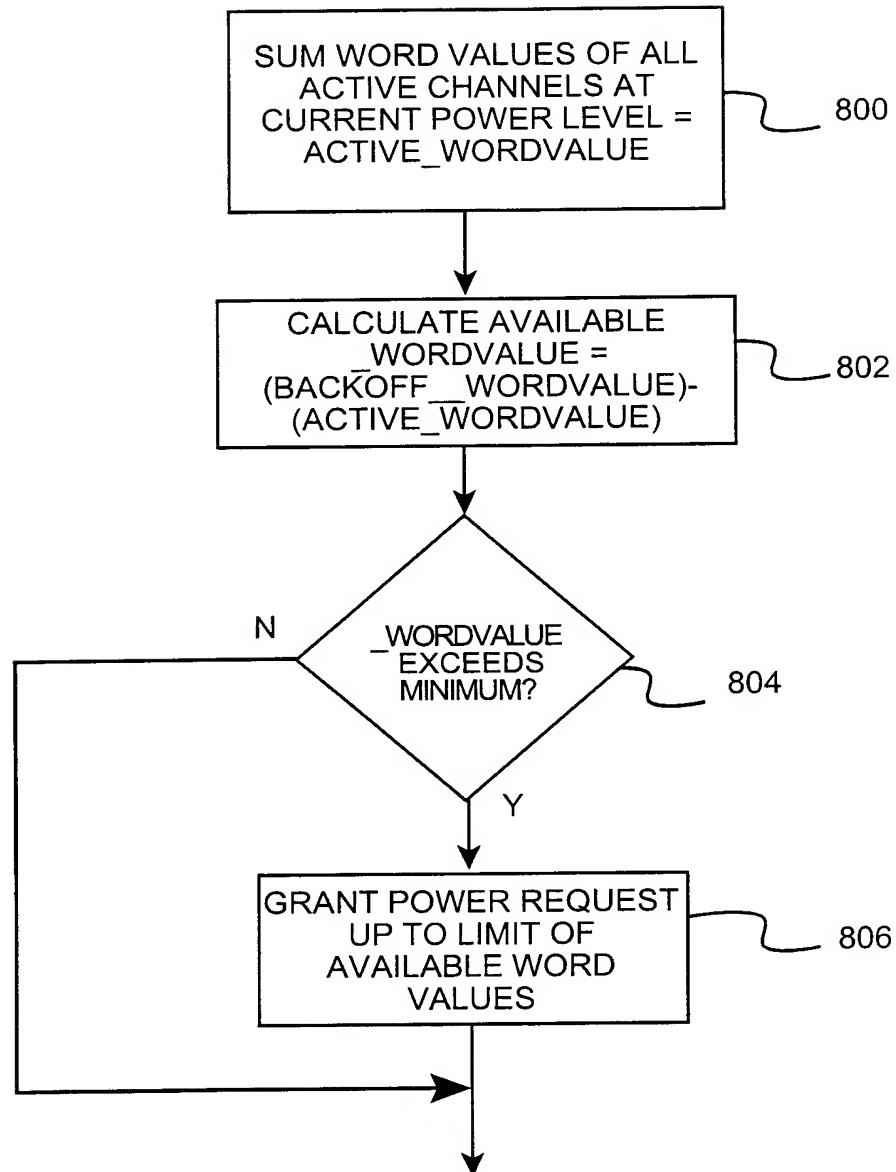 SUM WORD VALUES OF ALL
ACTIVE CHANNELS AT
CURRENT POWER LEVEL =
ACTIVE_WORDVALUE
800
CALCULATE AVAILABLE
_WORDVALUE =
(BACKOFF__WORDVALUE)-
(ACTIVE_WORDVALUE)
802
N
_WORDVALUE
EXCEEDS
MINIMUM?
804
Y
GRANT POWER REQUEST
UP TO LIMIT OF
AVAILABLE WORD
VALUES
806